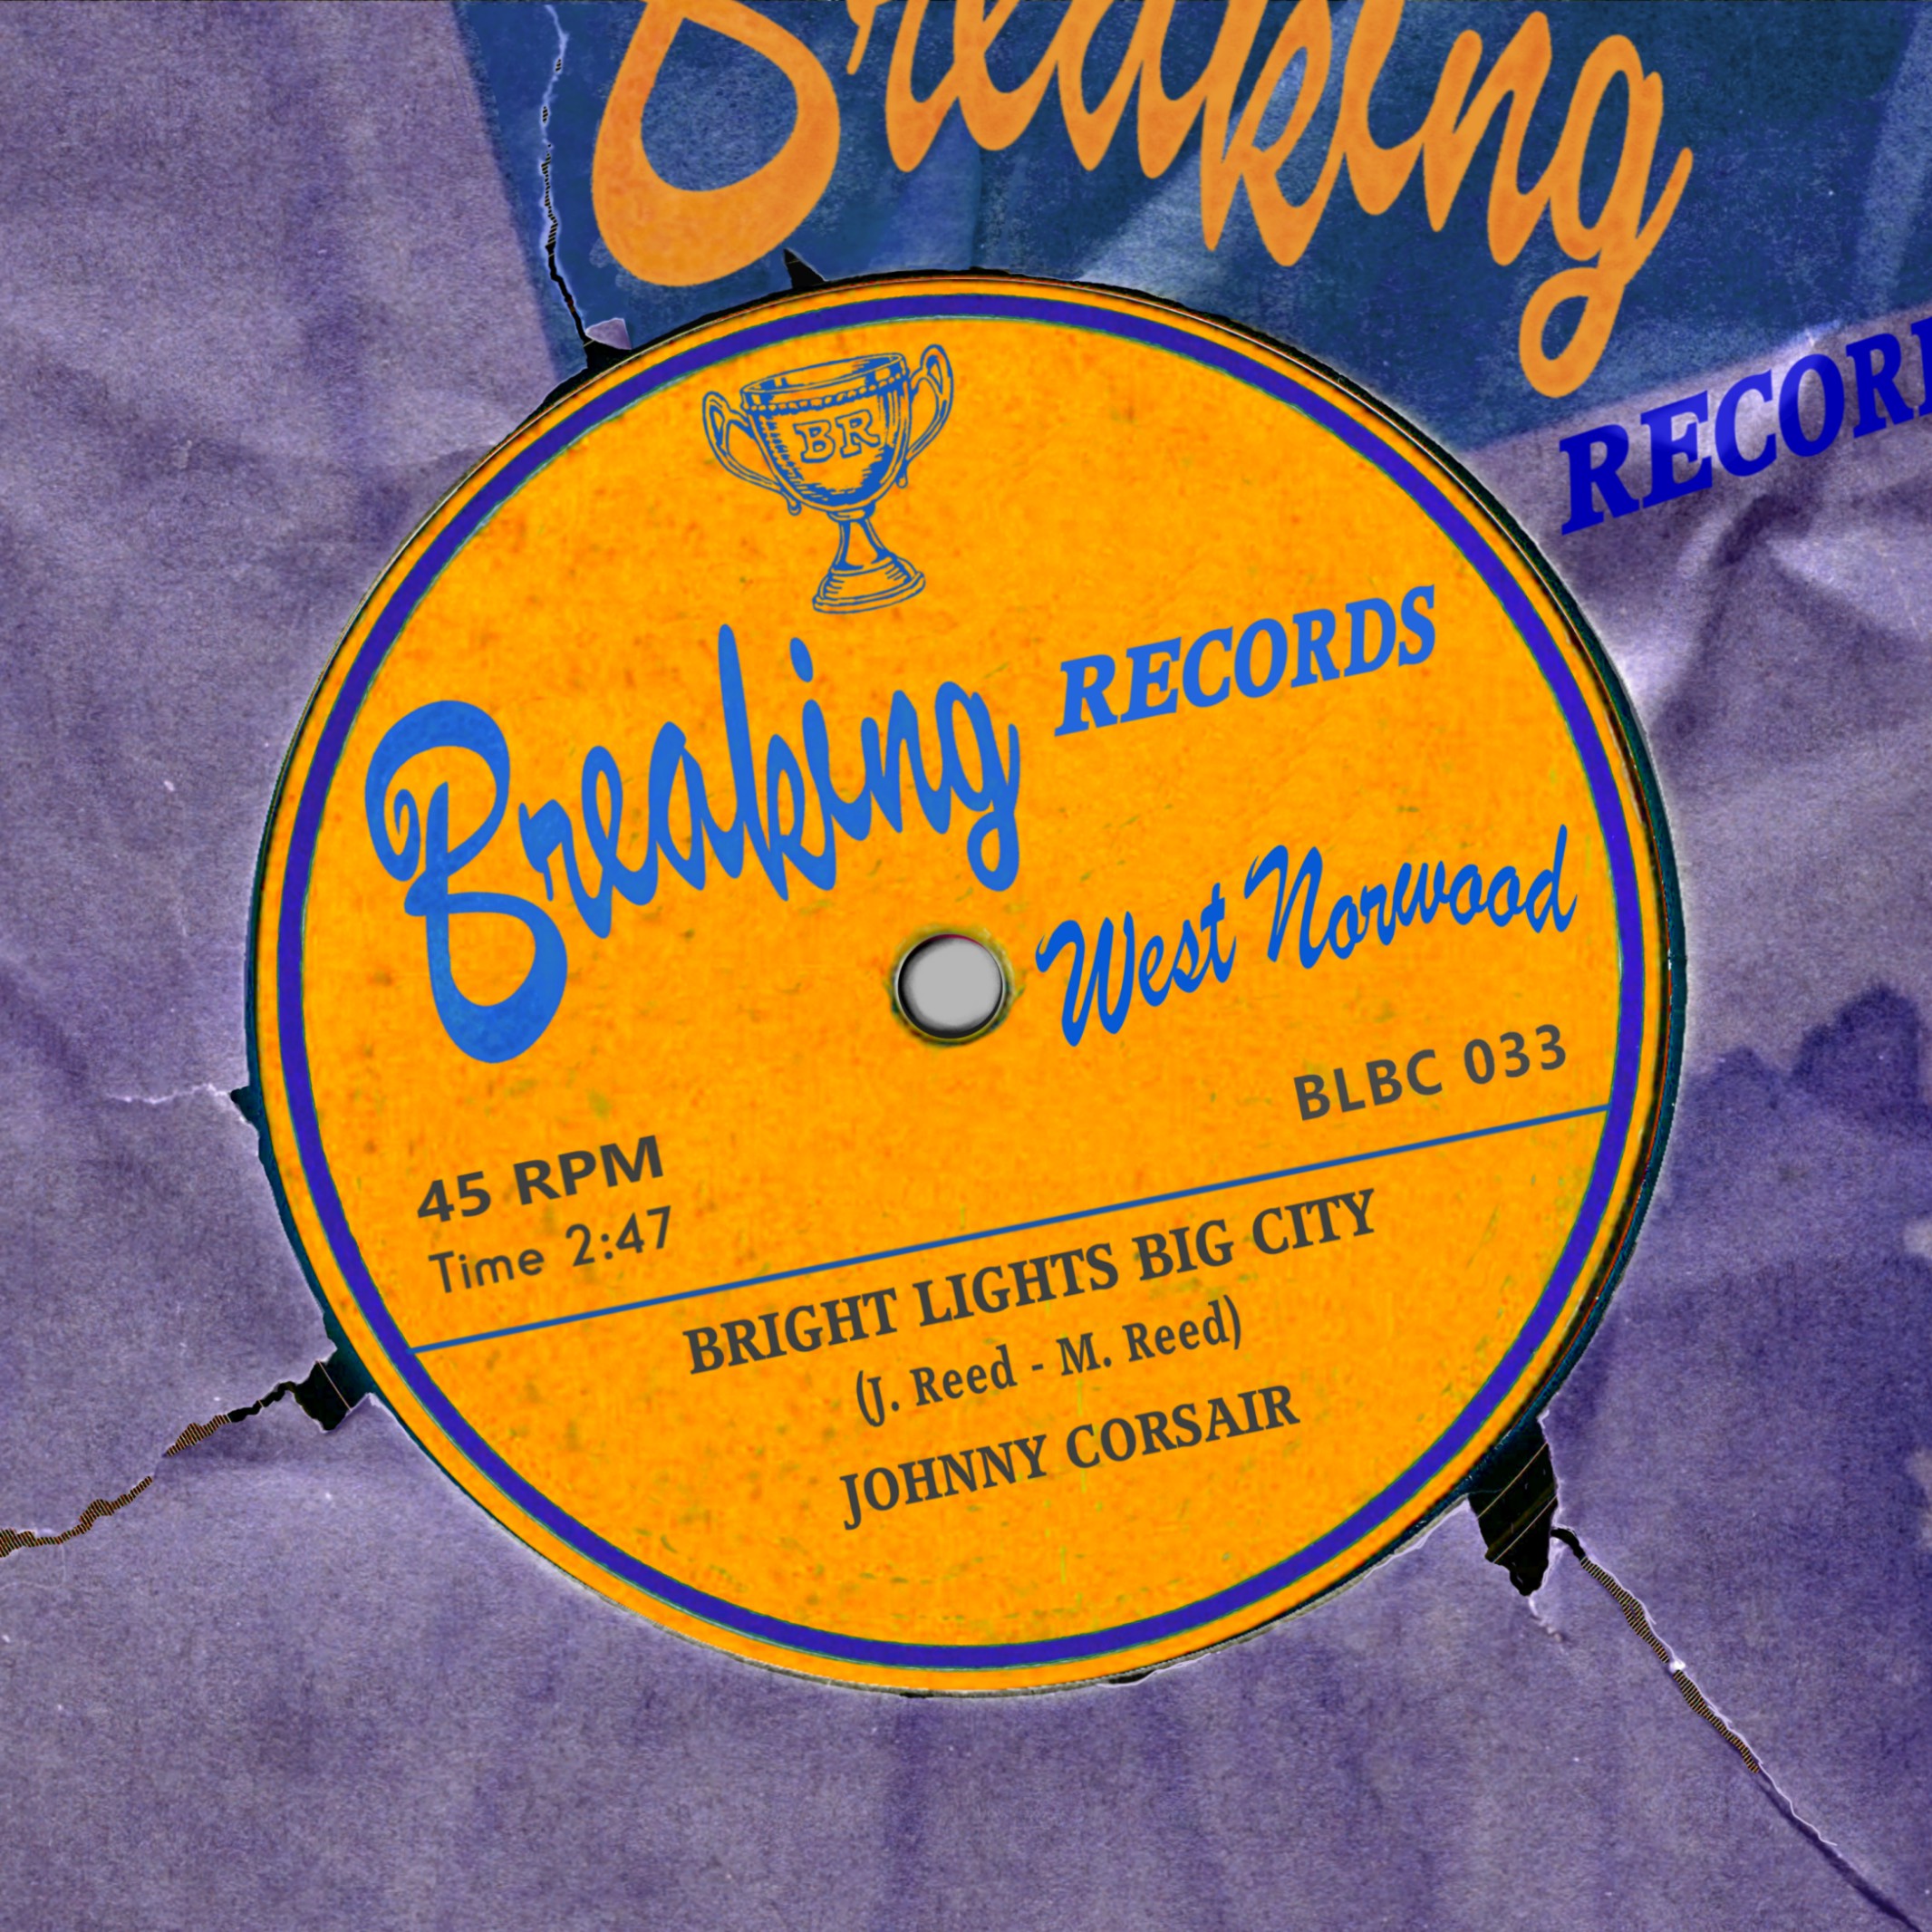 Breaking
RECOR
BR
Breaking RECORDS
West Norwood
BLBC 033
45 RPM
Time 2:47
BRIGHT LIGHTS BIG CITY
(J. Reed - M. Reed)
JOHNNY CORSAIR